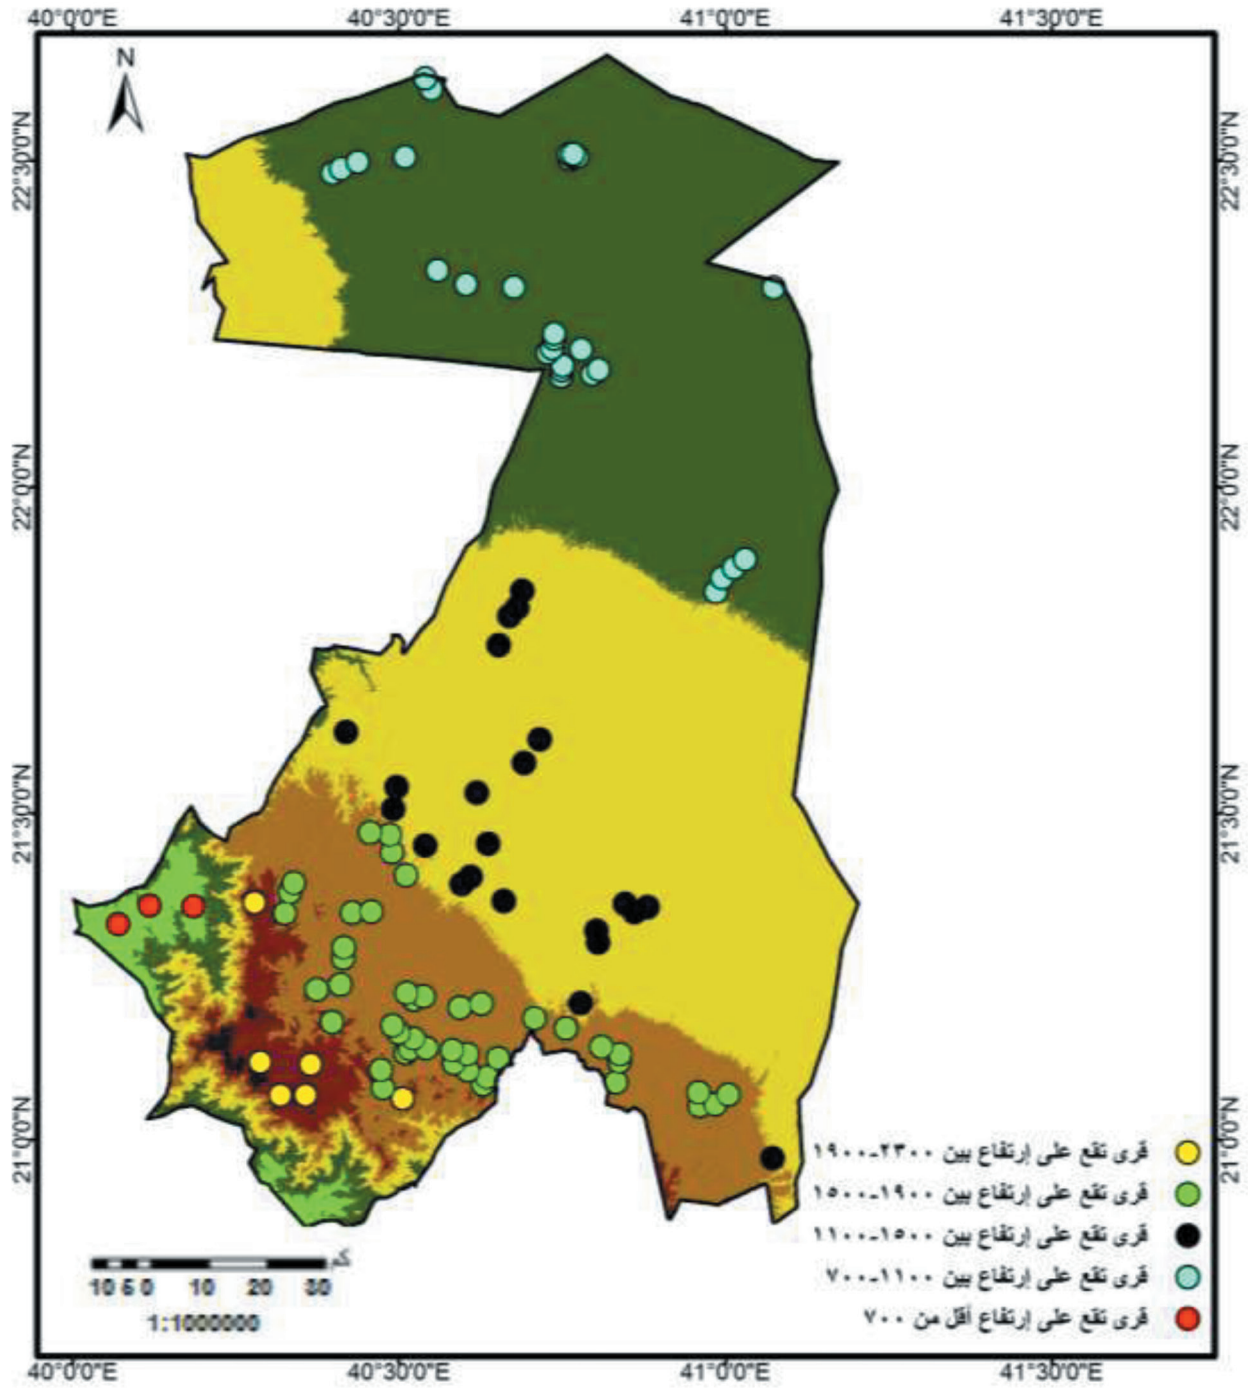 40°0'0"E 40°30'0"E 41°0'0"E 41°30'0"E
N
22°30'0"N 22°30'0"N
22°0'0"N 22°0'0"N
21°30'0"N 21°30'0"N
21°0'0"N 21°0'0"N
قرى تقع على إرتفاع بين ٢٣٠٠-١٩٠٠
قرى تقع على إرتفاع بين ١٩٠٠-١٥٠٠
قرى تقع على إرتفاع بين ١٥٠٠-١١٠٠
قرى تقع على إرتفاع بين ١١٠٠-٧٠٠
قرى تقع على إرتفاع أقل من ٧٠٠
كم
10 5 0 10 20 30
1:1000000
40°0'0"E 40°30'0"E 41°0'0"E 41°30'0"E